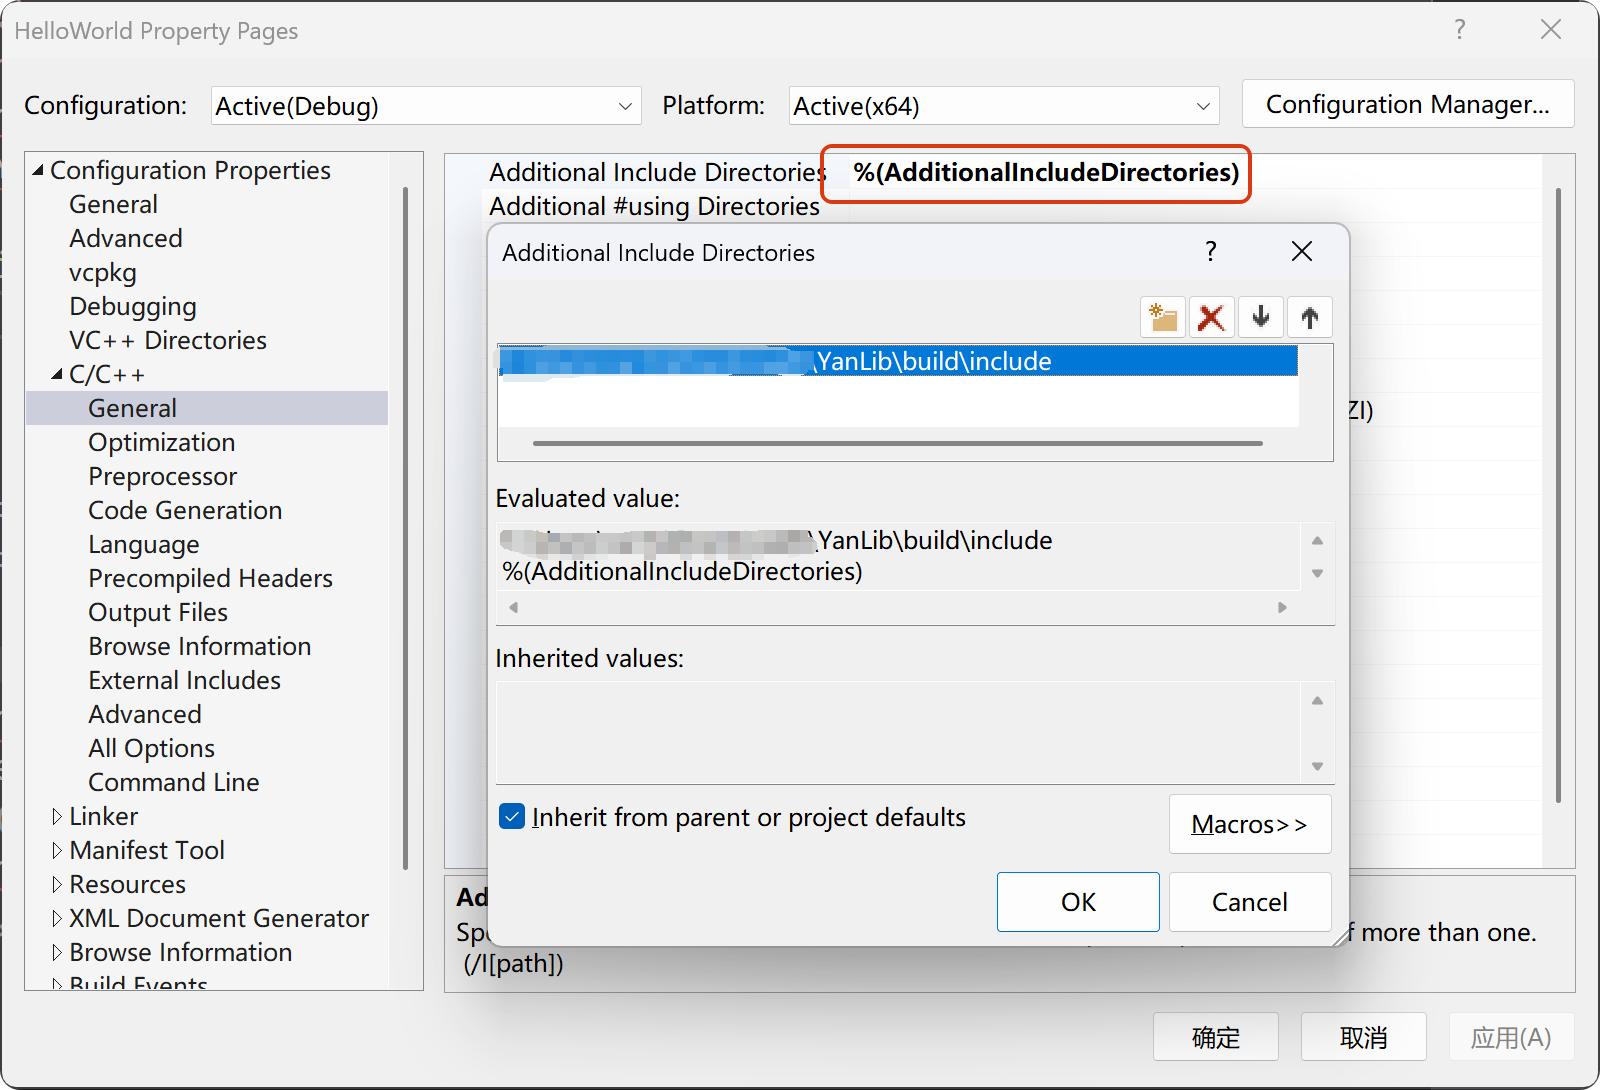 HelloWorld Property Pages
?
Configuration:
Active(Debug)
Platform:
Active(x64)
Configuration Manager...
Configuration Properties
General
Advanced
vcpkg
Debugging
VC++ Directories
C/C++
General
Optimization
Preprocessor
Code Generation
Language
Precompiled Headers
Output Files
Browse Information
External Includes
Advanced
All Options
Command Line
Linker
Manifest Tool
Resources
XML Document Generator
Browse Information
Build Events
Additional Include Directories
%(AdditionalIncludeDirectories)
Additional #using Directories
Additional Include Directories
?
\YanLib\build\include
ZI)
Evaluated value:
\YanLib\build\include
%(AdditionalIncludeDirectories)
Inherited values:
Inherit from parent or project defaults
Macros>>
OK
Cancel
Ad
f more than one.
(/I[path])
确定
取消
应用(A)